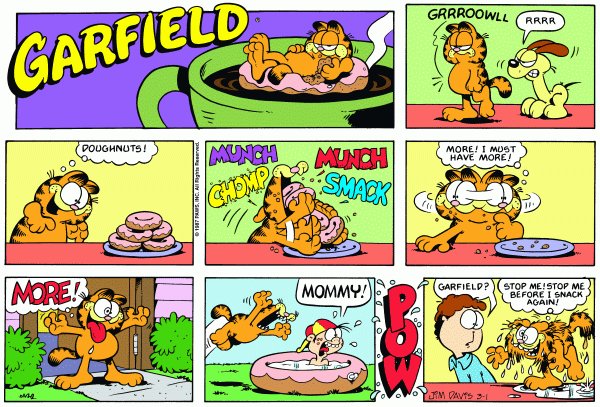 GARFIELD
GRRROOWLL
RRRR
DOUGHNUTS!
© 1987 PAWS, INC. All Rights Reserved.
MUNCH
CHOMP
MUNCH
SMACK
MORE! I MUST
HAVE MORE!
MORE!
MOMMY!
POW
GARFIELD?
STOP ME! STOP ME
BEFORE I SNACK
AGAIN!
JIM DAVIS 3-1